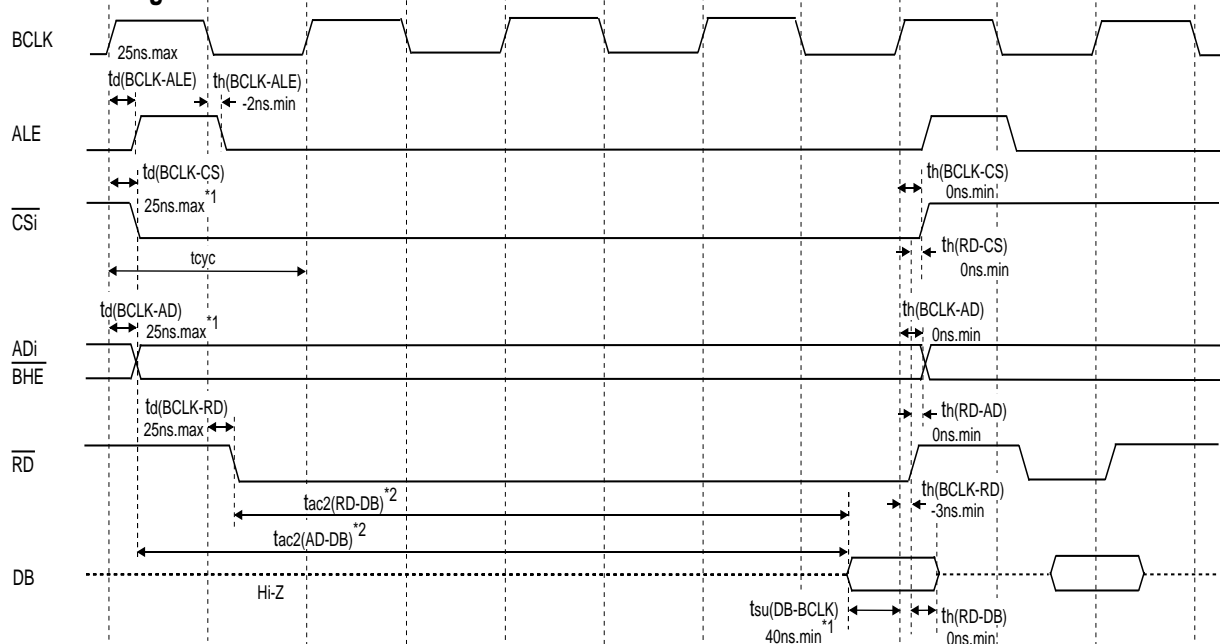 BCLK
25ns.max
td(BCLK-ALE) th(BCLK-ALE)
-2ns.min
ALE
td(BCLK-CS)
25ns.max*1
th(BCLK-CS)
0ns.min
CSi
th(RD-CS)
0ns.min
tcyc
td(BCLK-AD)
25ns.max*1
th(BCLK-AD)
0ns.min
ADi
BHE
td(BCLK-RD)
25ns.max
th(RD-AD)
0ns.min
RD
th(BCLK-RD)
-3ns.min
tac2(RD-DB)*2
tac2(AD-DB)*2
DB
Hi-Z
tsu(DB-BCLK)
40ns.min*1
th(RD-DB)
0ns.min